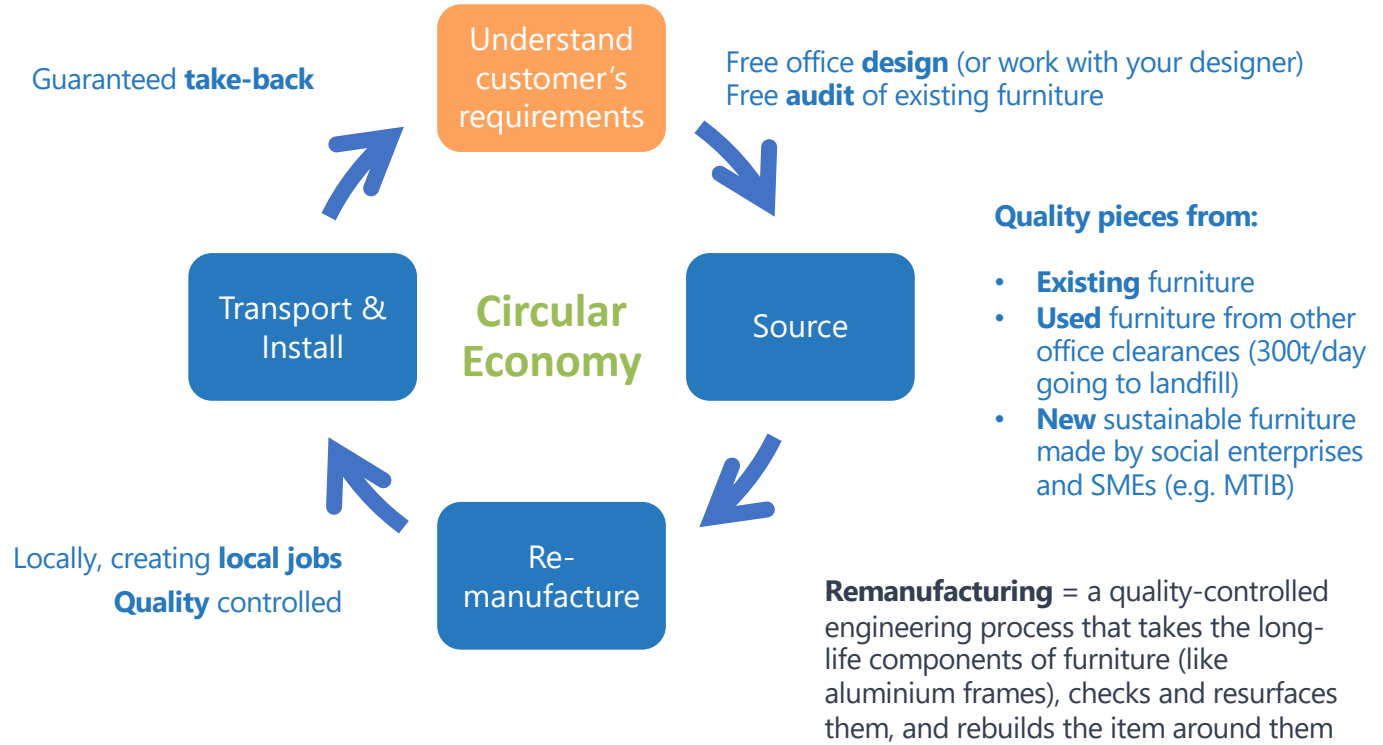 Understand
customer's
requirements
Guaranteed take-back
Free office design (or work with your designer)
Free audit of existing furniture
Quality pieces from:
• Existing furniture
• Used furniture from other
office clearances (300t/day
going to landfill)
• New sustainable furniture
made by social enterprises
and SMEs (e.g. MTIB)
Transport &
Install
Circular
Economy
Source
Re-
manufacture
Locally, creating local jobs
Quality controlled
Remanufacturing = a quality-controlled
engineering process that takes the long-
life components of furniture (like
aluminium frames), checks and resurfaces
them, and rebuilds the item around them